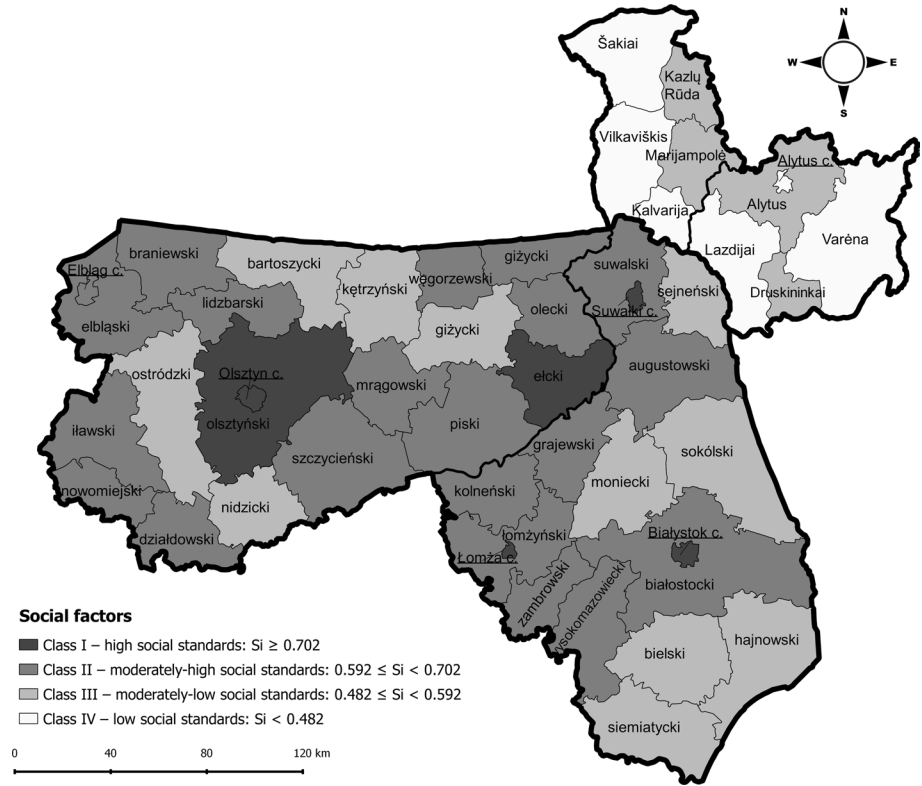 N
W
E
S
Šakiai
Kazlų
Rūda
Vilkaviškis
Marijampolė
Alytus c.
Kalvarija
Alytus
Lazdijai
Varėna
Druskininkai
braniewski
bartoszycki
giżycki
suwalski
Elbląg c.
węgorzewski
kętrzyński
sejneński
lidzbarski
olecki
Suwałki c.
elbląski
giżycki
ostródzki
Olsztyn c.
ełcki
augustowski
mrągowski
olsztyński
piski
iławski
grajewski
sokólski
szczycieński
moniecki
nowomiejski
kolneński
nidzicki
działdowski
łomżyński
Białystok c.
Łomża c.
zambrowski
wysokomazowiecki
białostocki
hajnowski
bielski
siemiatycki
Social factors
Class I – high social standards: Si ≥ 0.702
Class II – moderately-high social standards: 0.592 ≤ Si < 0.702
Class III – moderately-low social standards: 0.482 ≤ Si < 0.592
Class IV – low social standards: Si < 0.482
0 40 80 120 km